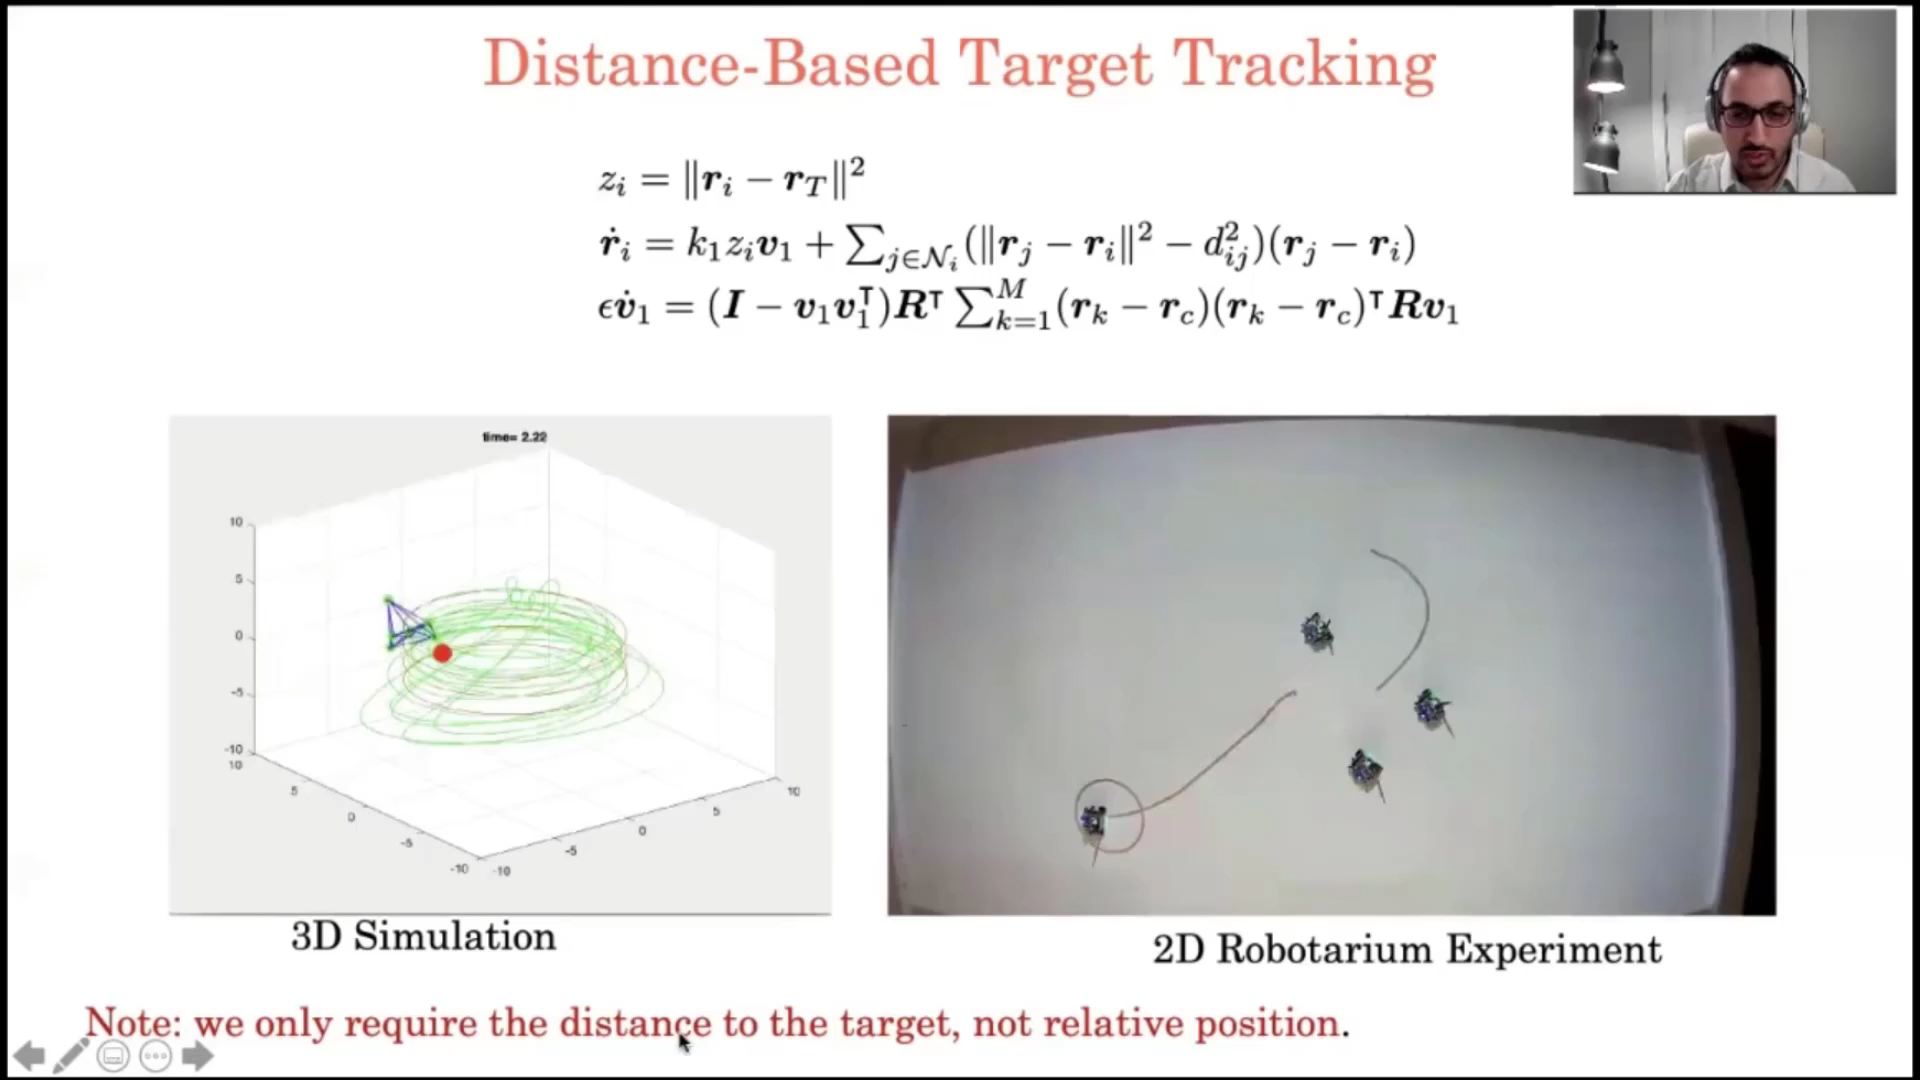 Distance-Based Target Tracking
zᵢ = ‖rᵢ − r_T‖²
ṙᵢ = k₁zᵢv₁ + ∑_{j∈𝒩ᵢ}(‖rⱼ − rᵢ‖² − d²ᵢⱼ)(rⱼ − rᵢ)
ϵv̇₁ = (I − v₁v₁ᵀ)Rᵀ ∑_{k=1}^{M}(r_k − r_c)(r_k − r_c)ᵀRv₁
time= 2.22
10
5
0
-5
-10
10
5
0
-5
-10
-10
-5
0
5
10
3D Simulation
2D Robotarium Experiment
Note: we only require the distance to the target, not relative position.